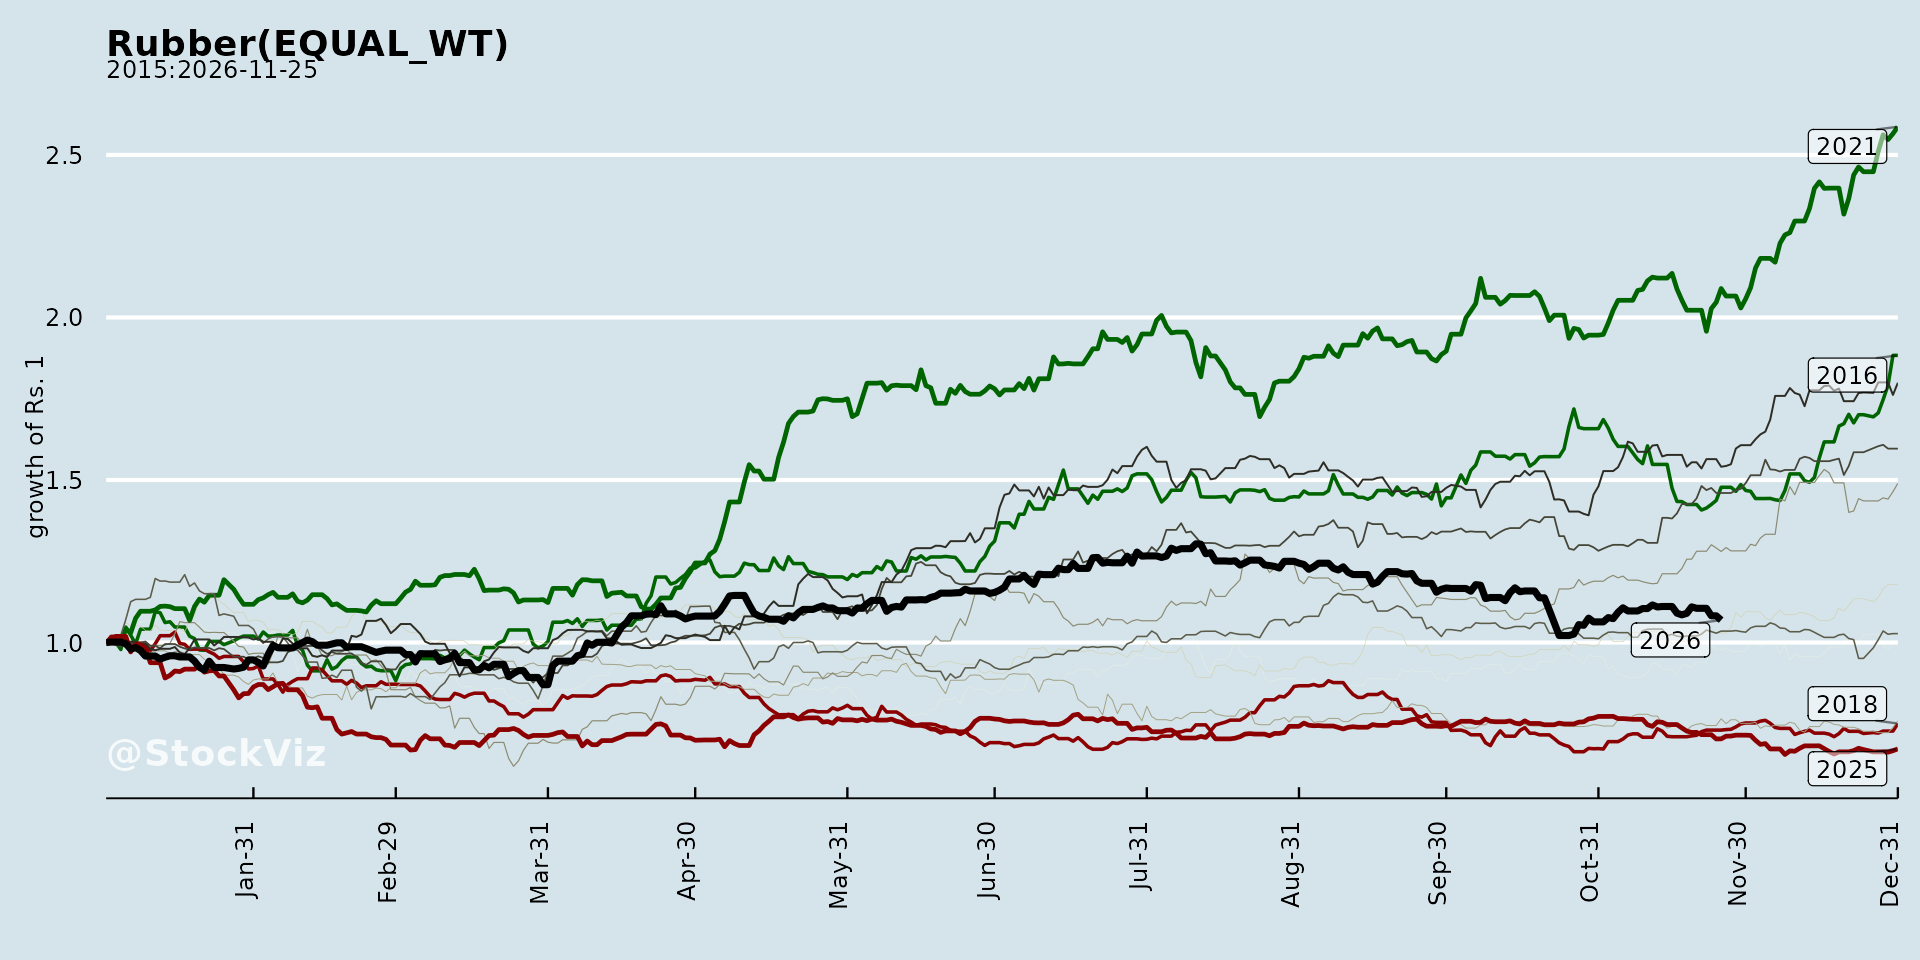 Rubber(EQUAL_WT)
2015:2026-11-25
growth of Rs. 1
2.5
2.0
1.5
1.0
2021
2016
2026
2018
2025
@StockViz
Jan-31
Feb-29
Mar-31
Apr-30
May-31
Jun-30
Jul-31
Aug-31
Sep-30
Oct-31
Nov-30
Dec-31